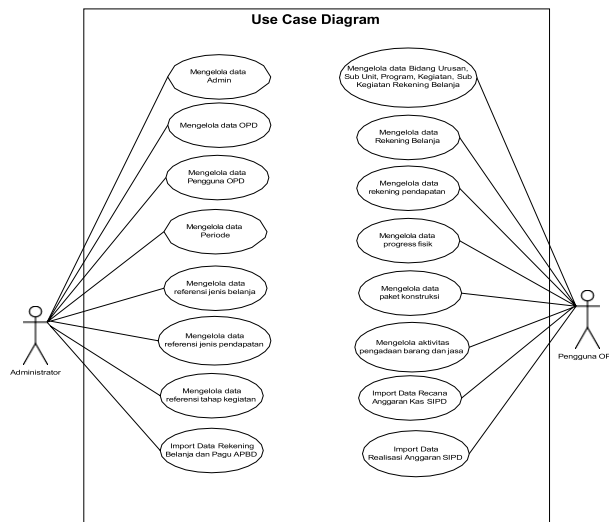 Use Case Diagram
Mengelola data
Admin
Mengelola data OPD
Mengelola data
Pengguna OPD
Mengelola data
Periode
Mengelola data
referensi jenis belanja
Mengelola data
referensi jenis pendapatan
Mengelola data
referensi tahap kegiatan
Import Data Rekening
Belanja dan Pagu APBD
Administrator
Mengelola data Bidang Urusan,
Sub Unit, Program, Kegiatan, Sub
Kegiatan Rekening Belanja
Mengelola data
Rekening Belanja
Mengelola data
rekening pendapatan
Mengelola data
progress fisik
Mengelola data
paket konstruksi
Mengelola aktivitas
pengadaan barang dan jasa
Import Data Recana
Anggaran Kas SIPD
Import Data
Realisasi Anggaran SIPD
Pengguna OP